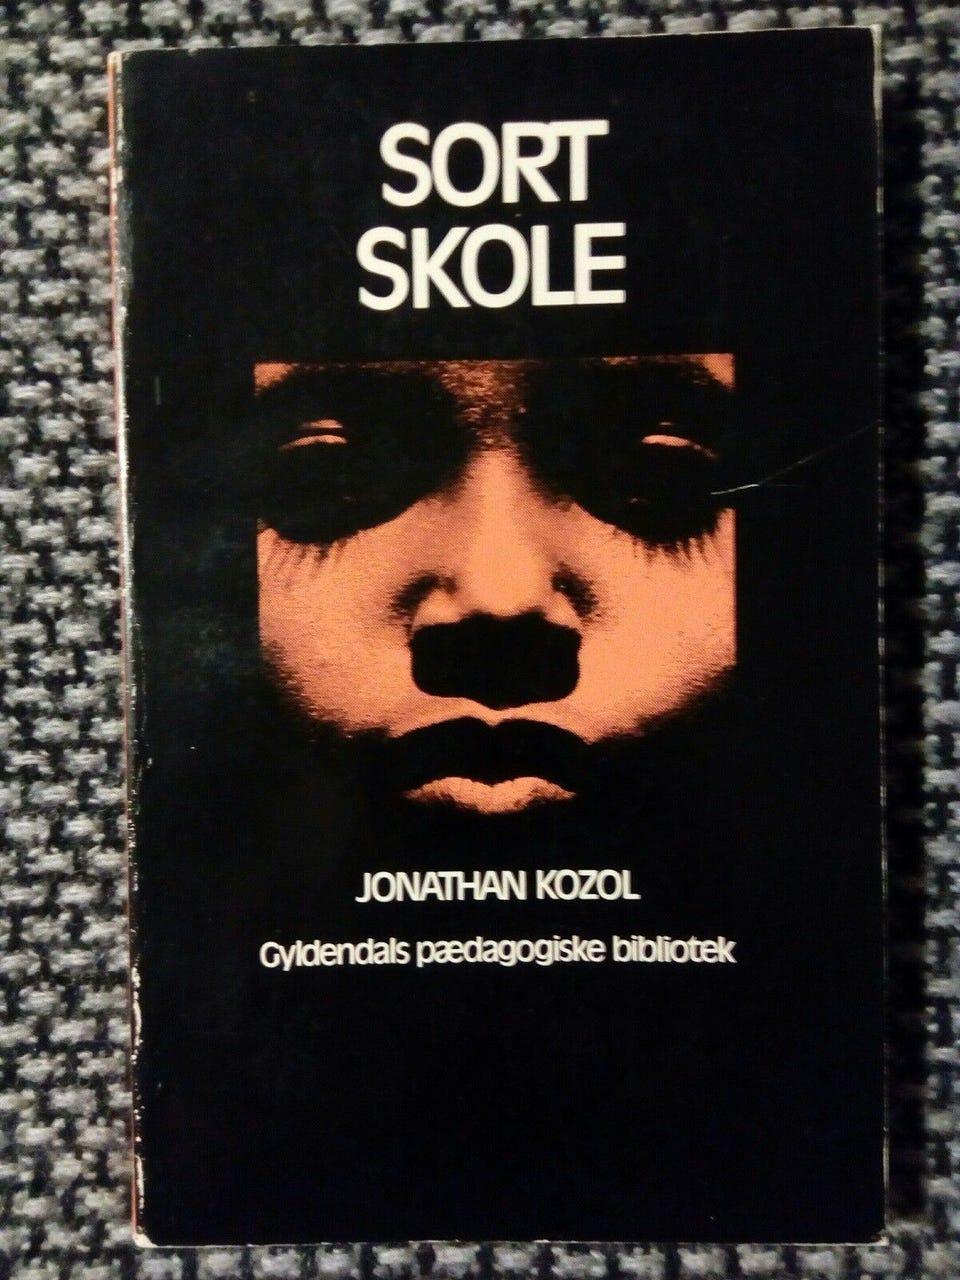 SORT
SKOLE
JONATHAN KOZOL
Gyldendals pædagogiske bibliotek